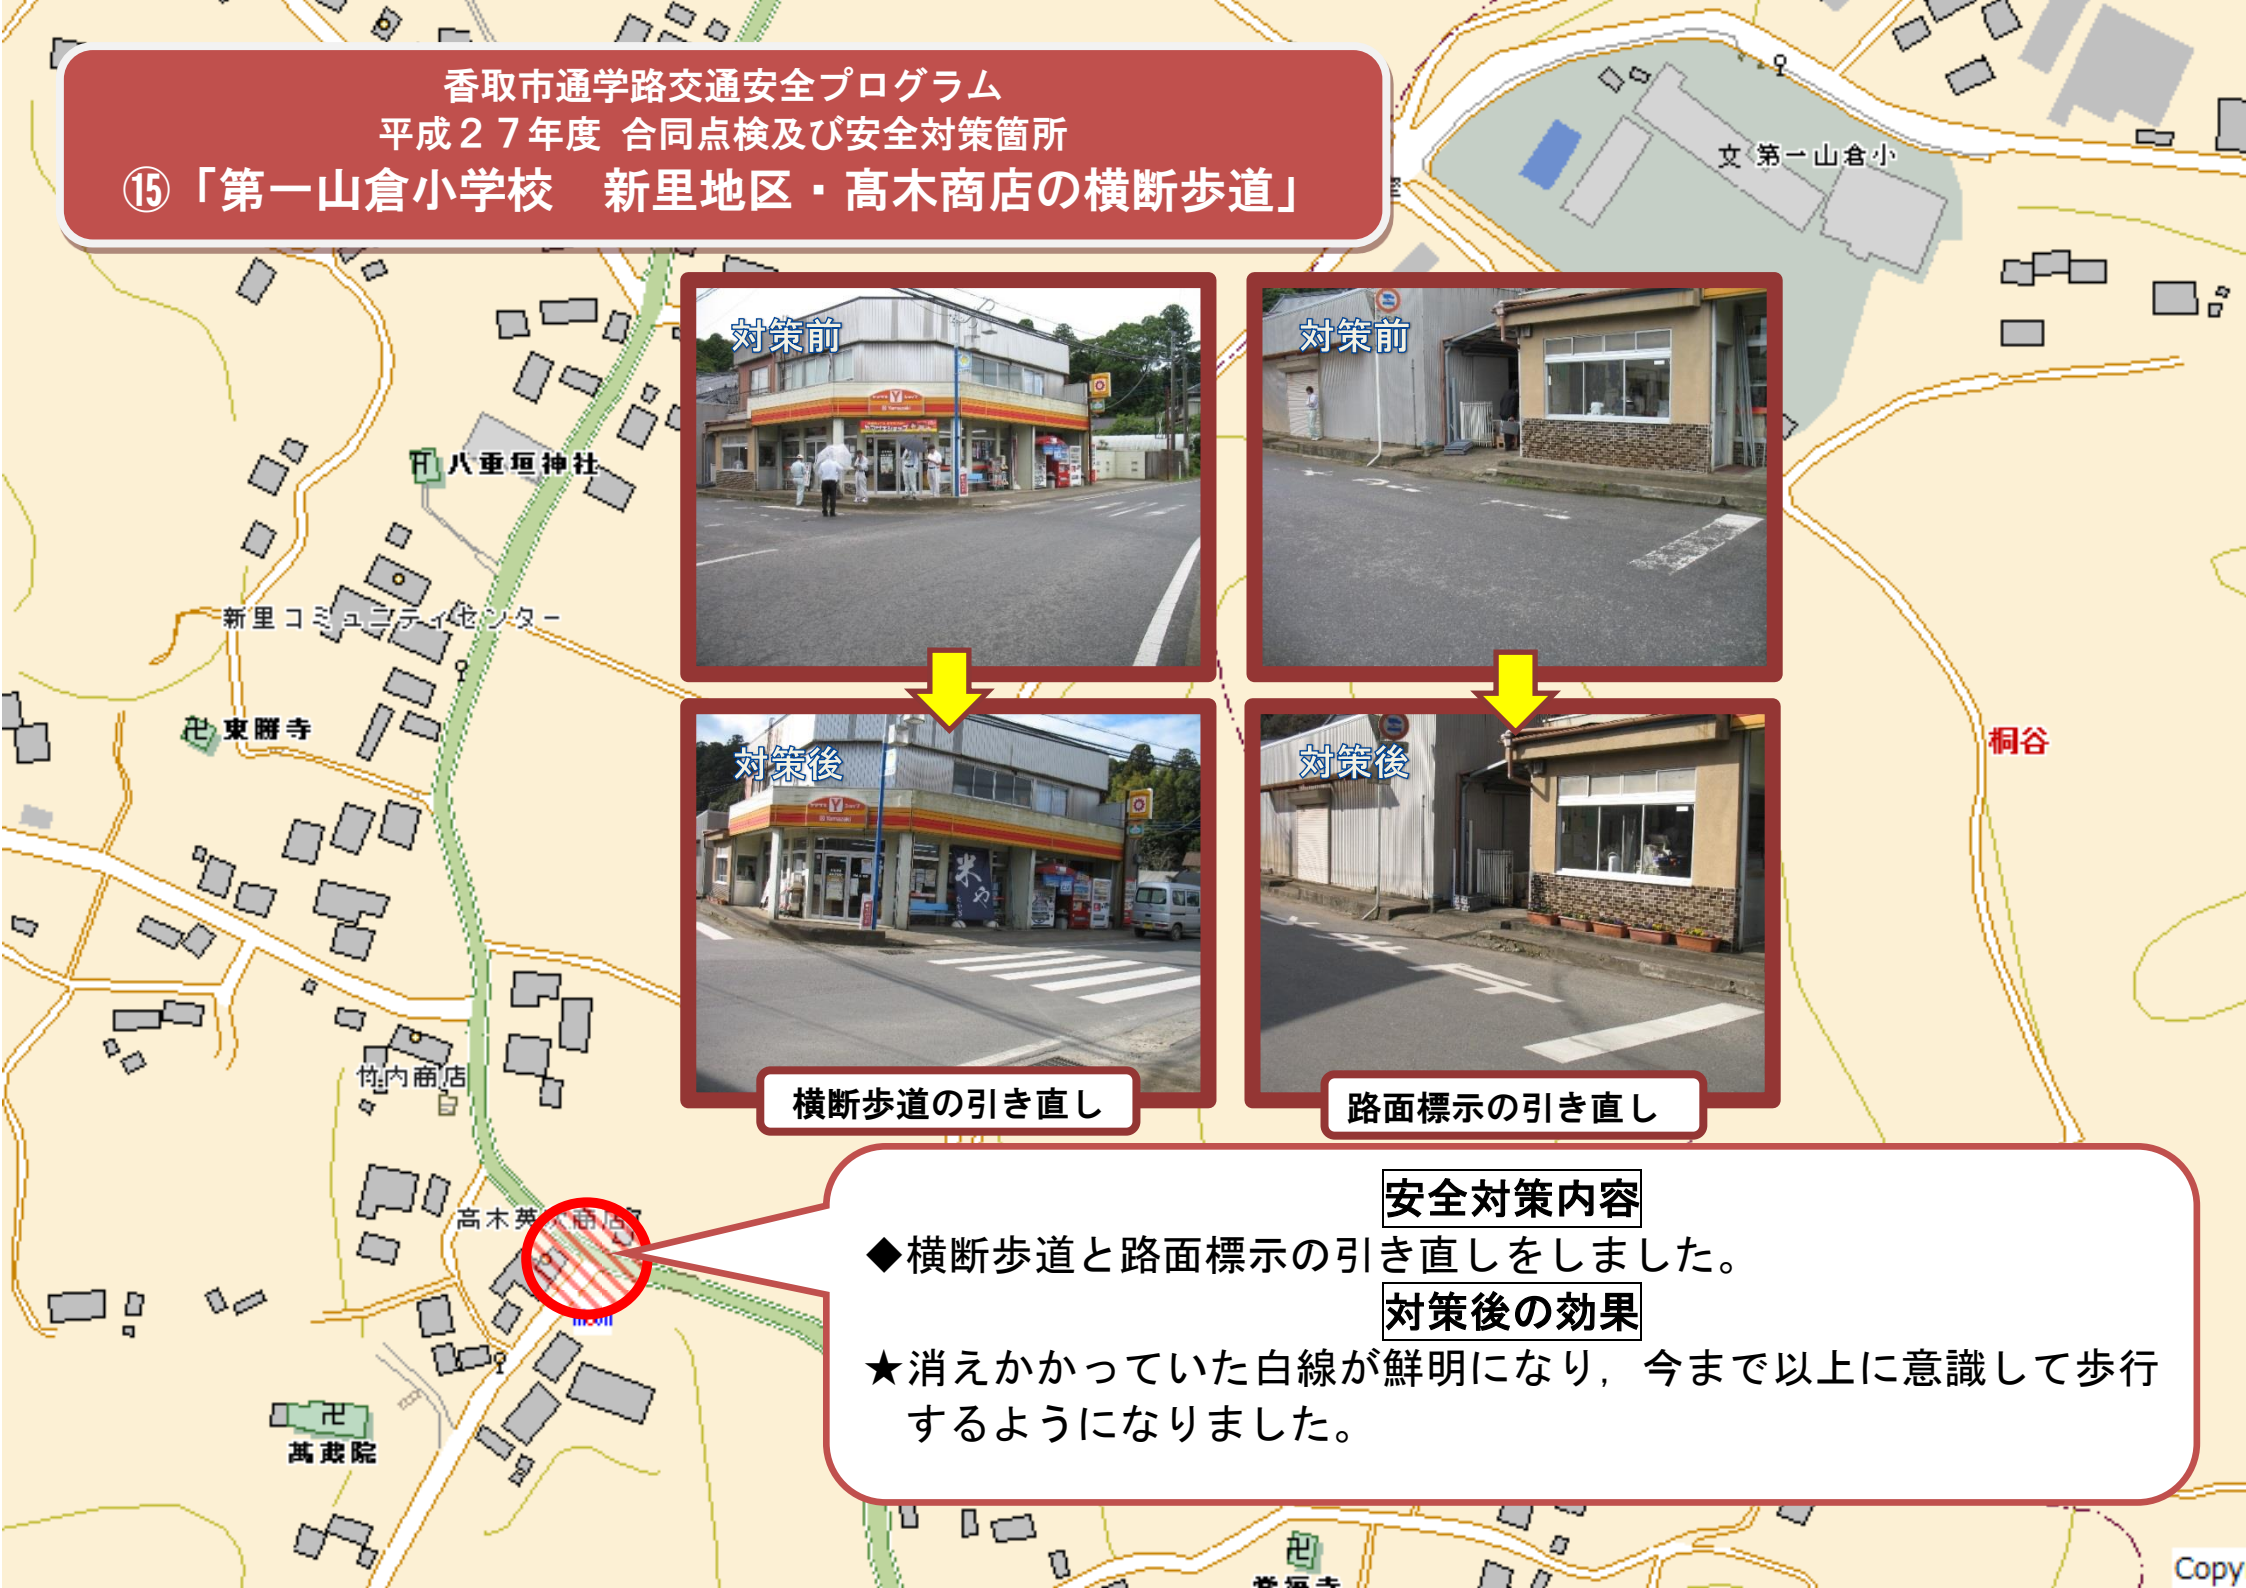 香取市通学路交通安全プログラム
平成２７年度 合同点検及び安全対策箇所
⑮「第一山倉小学校　新里地区・髙木商店の横断歩道」
文 第一山倉小
対策前
対策前
八重垣神社
新里コミュニティセンター
東勝寺
桐谷
対策後
対策後
米や
竹内商店
横断歩道の引き直し
路面標示の引き直し
安全対策内容
◆横断歩道と路面標示の引き直しをしました。
対策後の効果
★消えかかっていた白線が鮮明になり，今まで以上に意識して歩行
するようになりました。
Copy